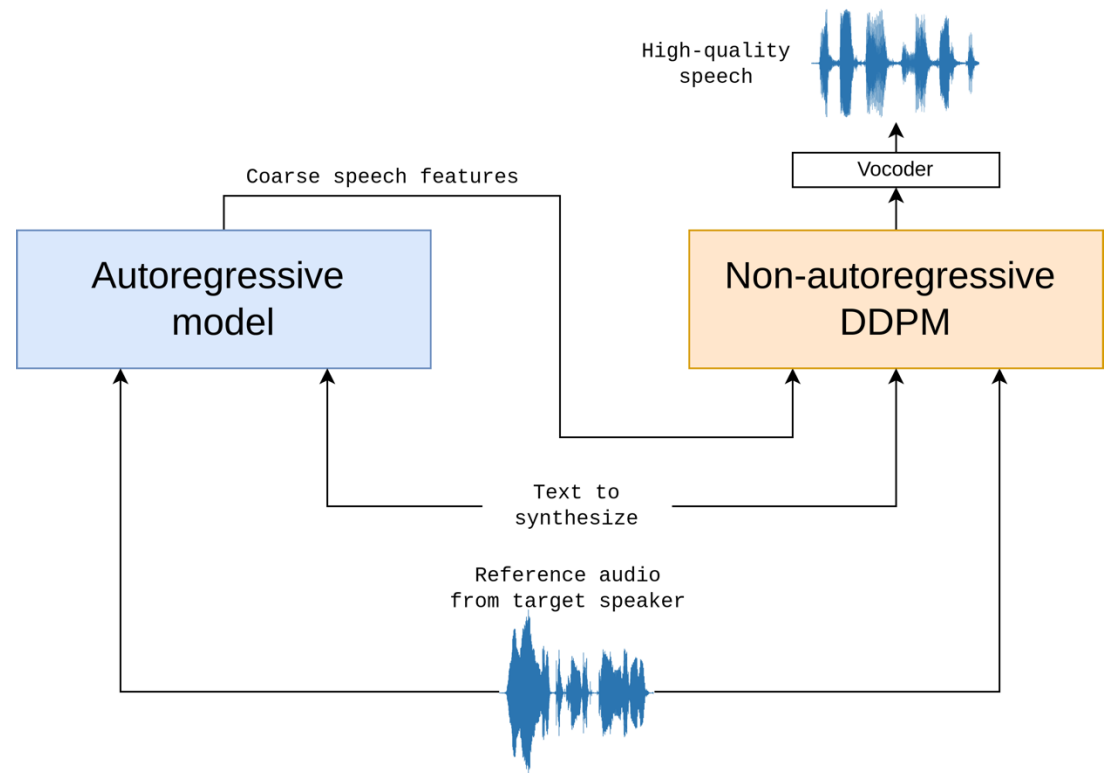 High-quality
speech
Vocoder
Coarse speech features
Autoregressive
model
Non-autoregressive
DDPM
Text to
synthesize
Reference audio
from target speaker